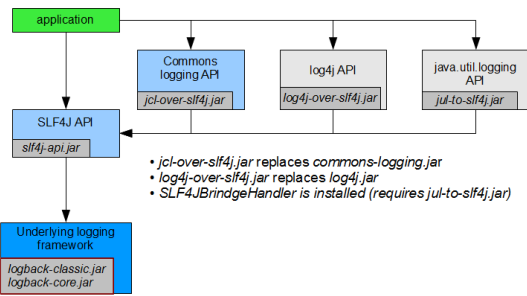 application
Commons
logging API
jcl-over-slf4j.jar
log4j API
log4j-over-slf4j.jar
java.util.logging
API
jul-to-slf4j.jar
SLF4J API
slf4j-api.jar
• jcl-over-slf4j.jar replaces commons-logging.jar
• log4j-over-slf4j.jar replaces log4j.jar
• SLF4JBrindgeHandler is installed (requires jul-to-slf4j.jar)
Underlying logging
framework
logback-classic.jar
logback-core.jar